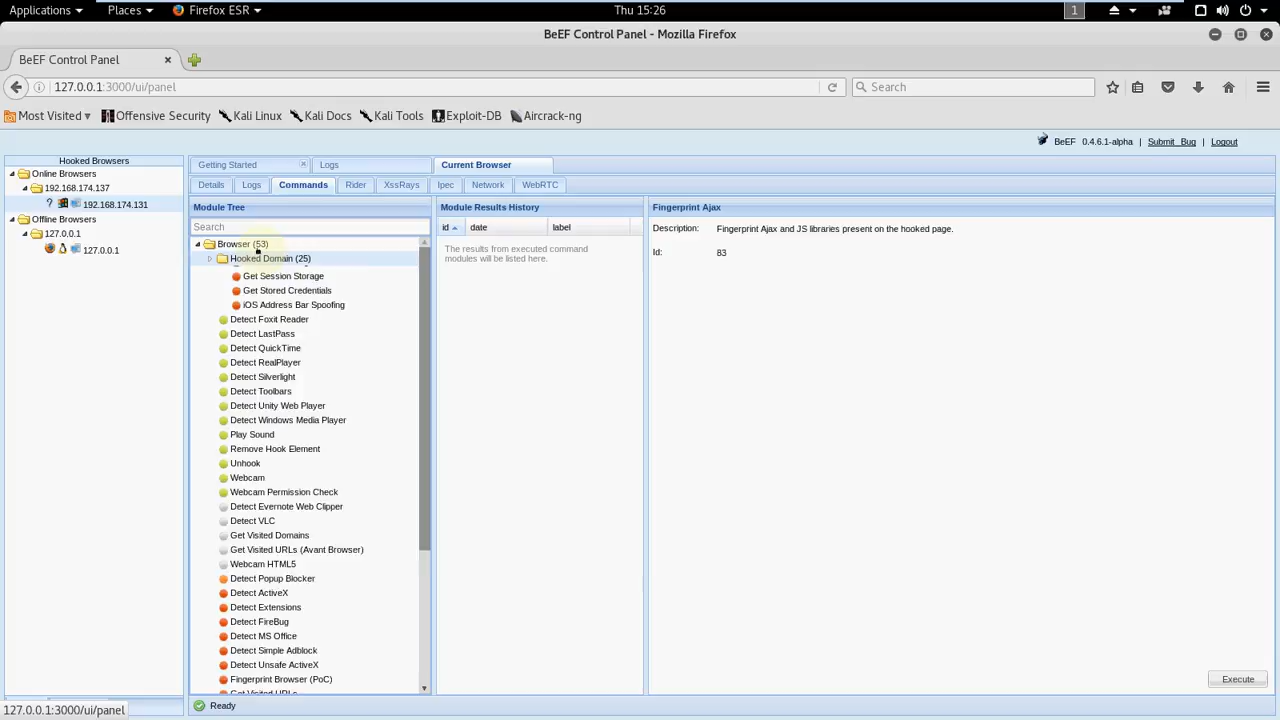 Applications ▾ Places ▾ Firefox ESR ▾ Thu 15:26 1
BeEF Control Panel - Mozilla Firefox
BeEF Control Panel
127.0.0.1:3000/ui/panel Search
Most Visited ▾ Offensive Security Kali Linux Kali Docs Kali Tools Exploit-DB Aircrack-ng
BeEF 0.4.6.1-alpha | Submit Bug | Logout
Hooked Browsers
Online Browsers
192.168.174.137
? 192.168.174.131
Offline Browsers
127.0.0.1
127.0.0.1
Getting Started Logs Current Browser
Details Logs Commands Rider XssRays Ipec Network WebRTC
Module Tree
Search
Browser (53)
Hooked Domain (25)
Get Session Storage
Get Stored Credentials
iOS Address Bar Spoofing
Detect Foxit Reader
Detect LastPass
Detect QuickTime
Detect RealPlayer
Detect Silverlight
Detect Toolbars
Detect Unity Web Player
Detect Windows Media Player
Play Sound
Remove Hook Element
Unhook
Webcam
Webcam Permission Check
Detect Evernote Web Clipper
Detect VLC
Get Visited Domains
Get Visited URLs (Avant Browser)
Webcam HTML5
Detect Popup Blocker
Detect ActiveX
Detect Extensions
Detect FireBug
Detect MS Office
Detect Simple Adblock
Detect Unsafe ActiveX
Fingerprint Browser (PoC)
Get Visited URLs
Module Results History
id date label
The results from executed command
modules will be listed here.
Fingerprint Ajax
Description: Fingerprint Ajax and JS libraries present on the hooked page.
Id: 83
Execute
Ready
127.0.0.1:3000/ui/panel